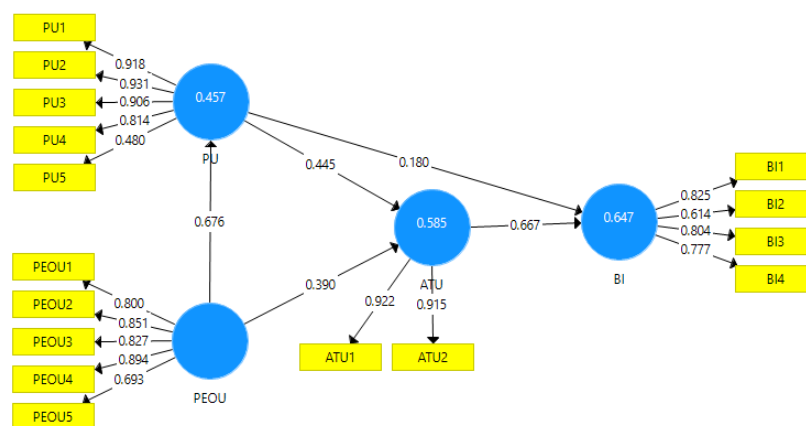 PU1
PU2
PU3
PU4
PU5
0.918
0.931
0.906
0.814
0.480
0.457
PU
0.445
0.180
0.676
0.585
ATU
0.667
0.647
BI
0.825
0.614
0.804
0.777
BI1
BI2
BI3
BI4
PEOU1
PEOU2
PEOU3
PEOU4
PEOU5
0.800
0.851
0.827
0.894
0.693
PEOU
0.390
0.922
0.915
ATU1
ATU2